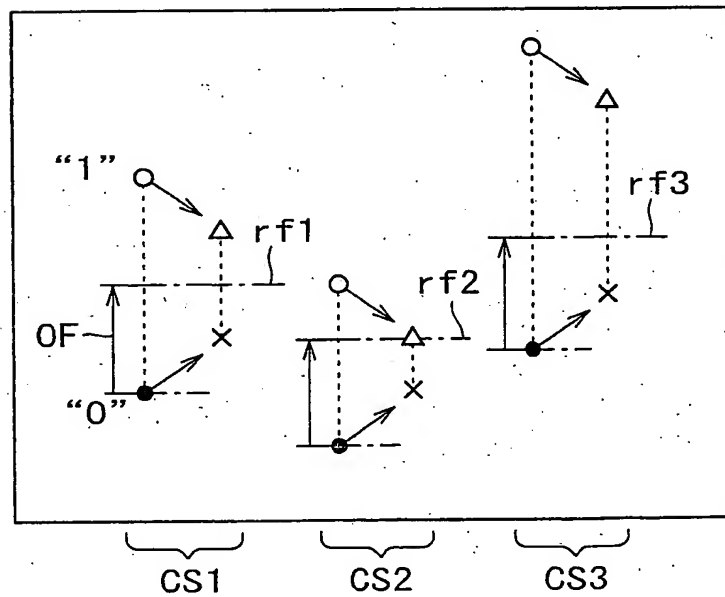 “1”
rf1
OF
“0”
rf2
rf3
CS1
CS2
CS3